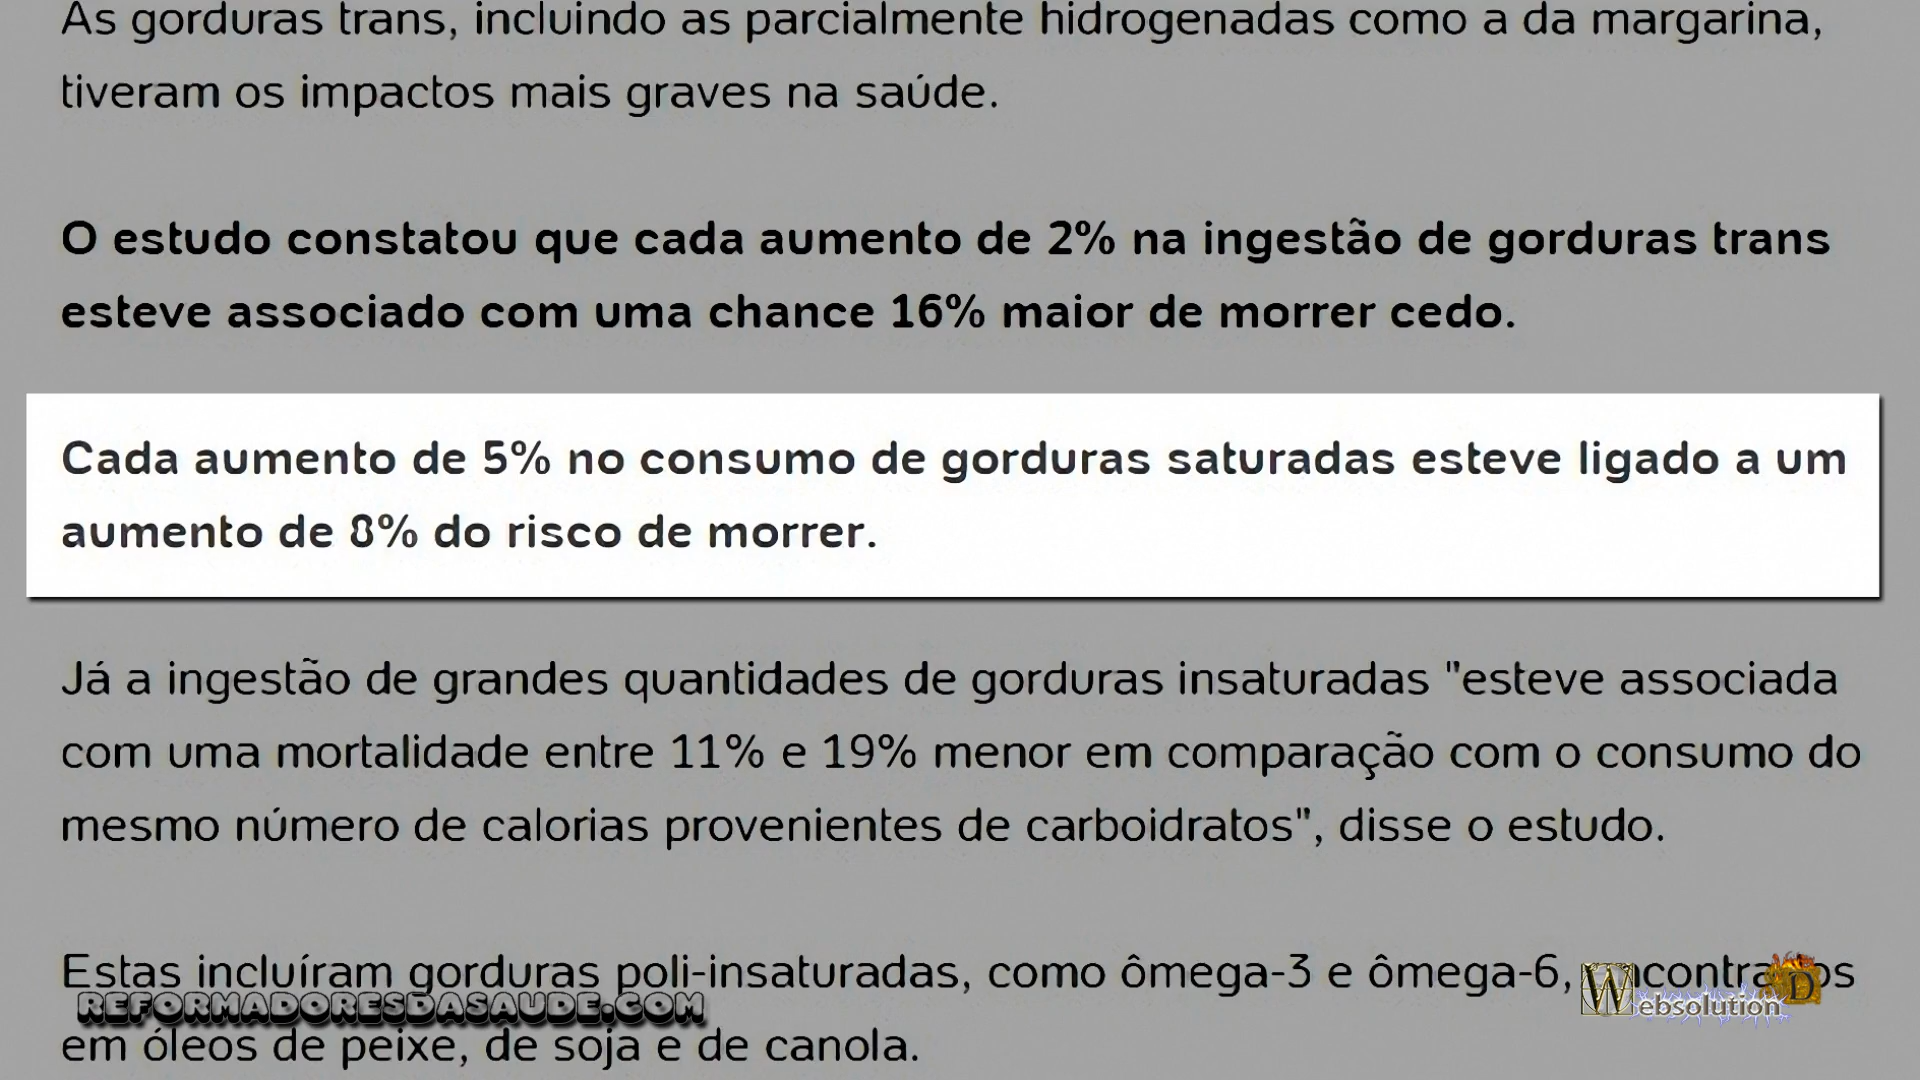 As gorduras trans, incluindo as parcialmente hidrogenadas como a da margarina,
tiveram os impactos mais graves na saúde.
O estudo constatou que cada aumento de 2% na ingestão de gorduras trans
esteve associado com uma chance 16% maior de morrer cedo.
Cada aumento de 5% no consumo de gorduras saturadas esteve ligado a um
aumento de 8% do risco de morrer.
Já a ingestão de grandes quantidades de gorduras insaturadas "esteve associada
com uma mortalidade entre 11% e 19% menor em comparação com o consumo do
mesmo número de calorias provenientes de carboidratos", disse o estudo.
Estas incluíram gorduras poli-insaturadas, como ômega-3 e ômega-6,
REFORMADORESDASAUDE.COM
Websolution D
em óleos de peixe, de soja e de canola.